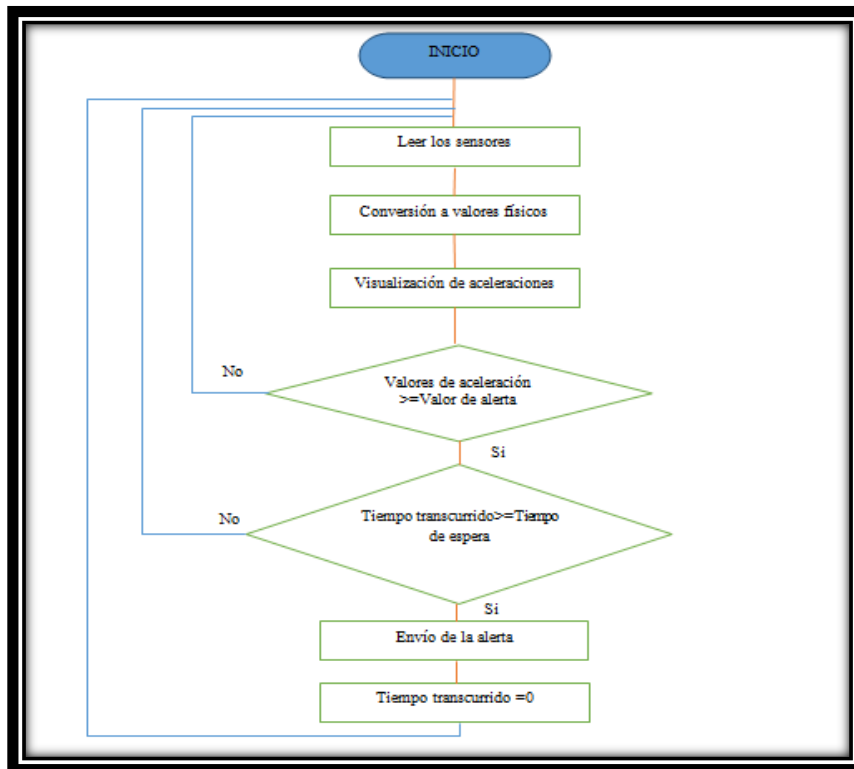 INICIO
Leer los sensores
Conversión a valores físicos
Visualización de aceleraciones
No
Valores de aceleración
>=Valor de alerta
Si
No
Tiempo transcurrido>=Tiempo
de espera
Si
Envío de la alerta
Tiempo transcurrido =0